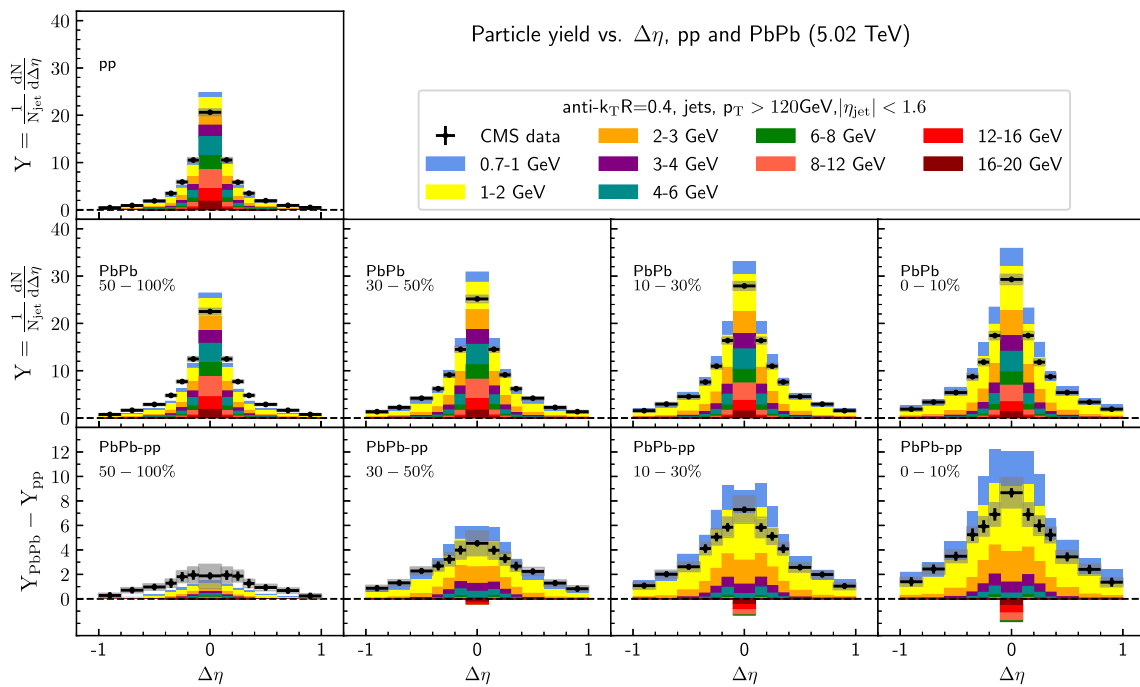 Particle yield vs. Δη, pp and PbPb (5.02 TeV)
anti-k_T R=0.4, jets, p_T > 120GeV, |η_jet| < 1.6
CMS data
0.7-1 GeV
1-2 GeV
2-3 GeV
3-4 GeV
4-6 GeV
6-8 GeV
8-12 GeV
12-16 GeV
16-20 GeV
40
30
20
10
0
Y = 1/N_jet dN/dΔη
pp
40
30
20
10
0
Y = 1/N_jet dN/dΔη
PbPb
50 − 100%
PbPb
30 − 50%
PbPb
10 − 30%
PbPb
0 − 10%
12
10
8
6
4
2
0
Y_PbPb − Y_pp
PbPb-pp
50 − 100%
PbPb-pp
30 − 50%
PbPb-pp
10 − 30%
PbPb-pp
0 − 10%
-1 0 1
-1 0 1
-1 0 1
-1 0 1
Δη
Δη
Δη
Δη